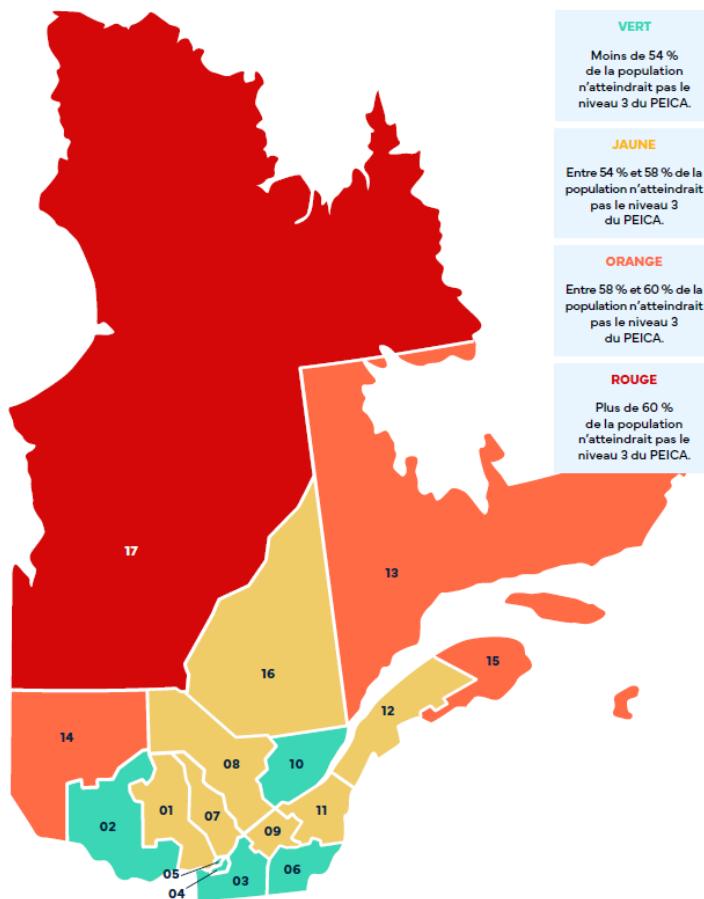 VERT
Moins de 54 %
de la population
n’atteindrait pas le
niveau 3 du PEICA.
JAUNE
Entre 54 % et 58 % de la
population n’atteindrait
pas le niveau 3
du PEICA.
ORANGE
Entre 58 % et 60 % de la
population n’atteindrait
pas le niveau 3
du PEICA.
ROUGE
Plus de 60 %
de la population
n’atteindrait pas le
niveau 3 du PEICA.
17
13
16
15
12
14
10
08
01
07
11
02
09
05
06
03
04